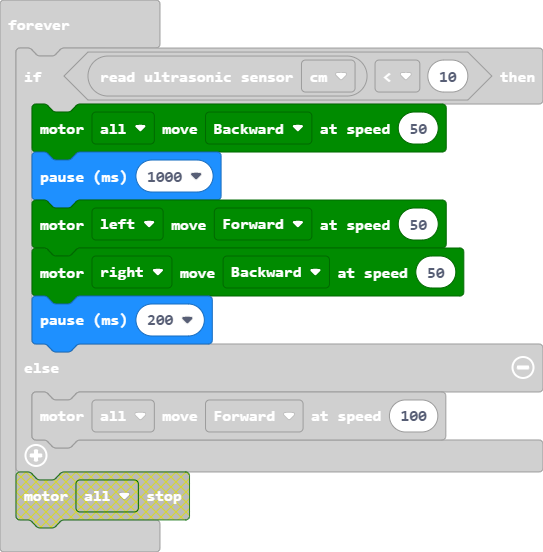 forever
if read ultrasonic sensor cm < 10 then
motor all move Backward at speed 50
pause (ms) 1000
motor left move Forward at speed 50
motor right move Backward at speed 50
pause (ms) 200
else
motor all move Forward at speed 100
motor all stop